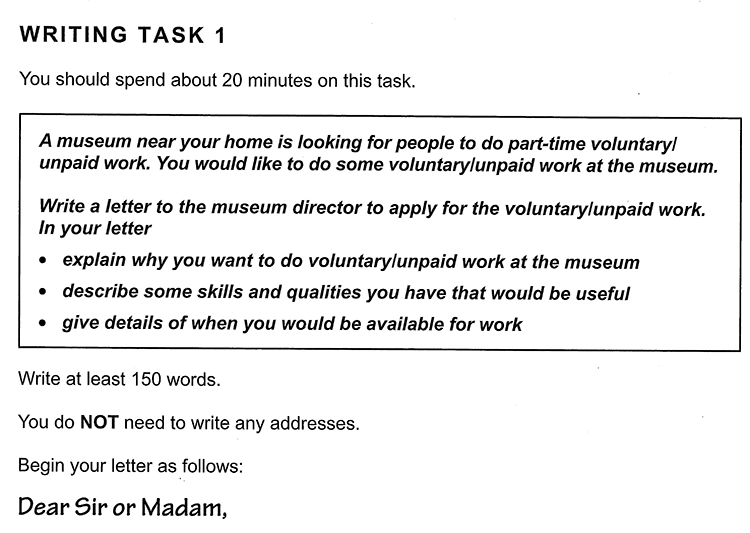 WRITING TASK 1
You should spend about 20 minutes on this task.
A museum near your home is looking for people to do part-time voluntary/
unpaid work. You would like to do some voluntary/unpaid work at the museum.
Write a letter to the museum director to apply for the voluntary/unpaid work.
In your letter
• explain why you want to do voluntary/unpaid work at the museum
• describe some skills and qualities you have that would be useful
• give details of when you would be available for work
Write at least 150 words.
You do NOT need to write any addresses.
Begin your letter as follows:
Dear Sir or Madam,